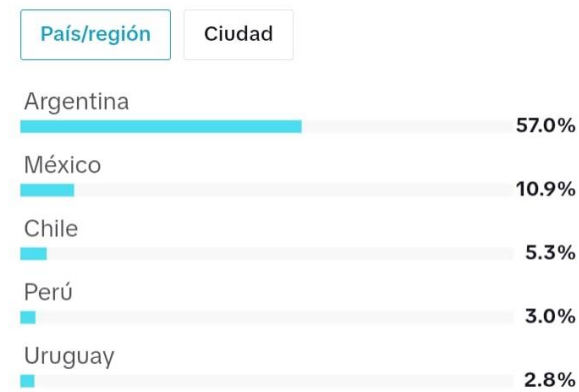 País/región Ciudad
Argentina
57.0%
México
10.9%
Chile
5.3%
Perú
3.0%
Uruguay
2.8%